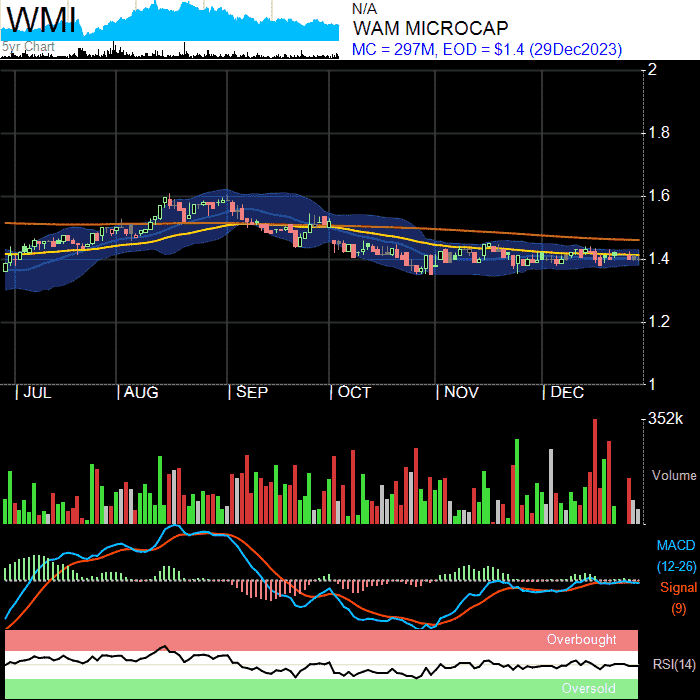 WMI
5yr Chart
N/A
WAM MICROCAP
MC = 297M, EOD = $1.4 (29Dec2023)
2
1.8
1.6
1.4
1.2
1
JUL AUG SEP OCT NOV DEC
352k
Volume
MACD
(12-26)
Signal
(9)
Overbought
RSI(14)
Oversold